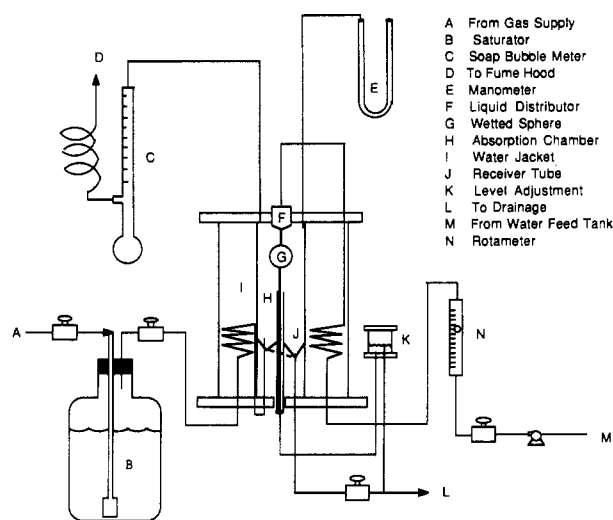 A From Gas Supply
B Saturator
C Soap Bubble Meter
D To Fume Hood
E Manometer
F Liquid Distributor
G Wetted Sphere
H Absorption Chamber
I Water Jacket
J Receiver Tube
K Level Adjustment
L To Drainage
M From Water Feed Tank
N Rotameter
D
E
C
F
G
I
H
J
K
N
A
B
M
L